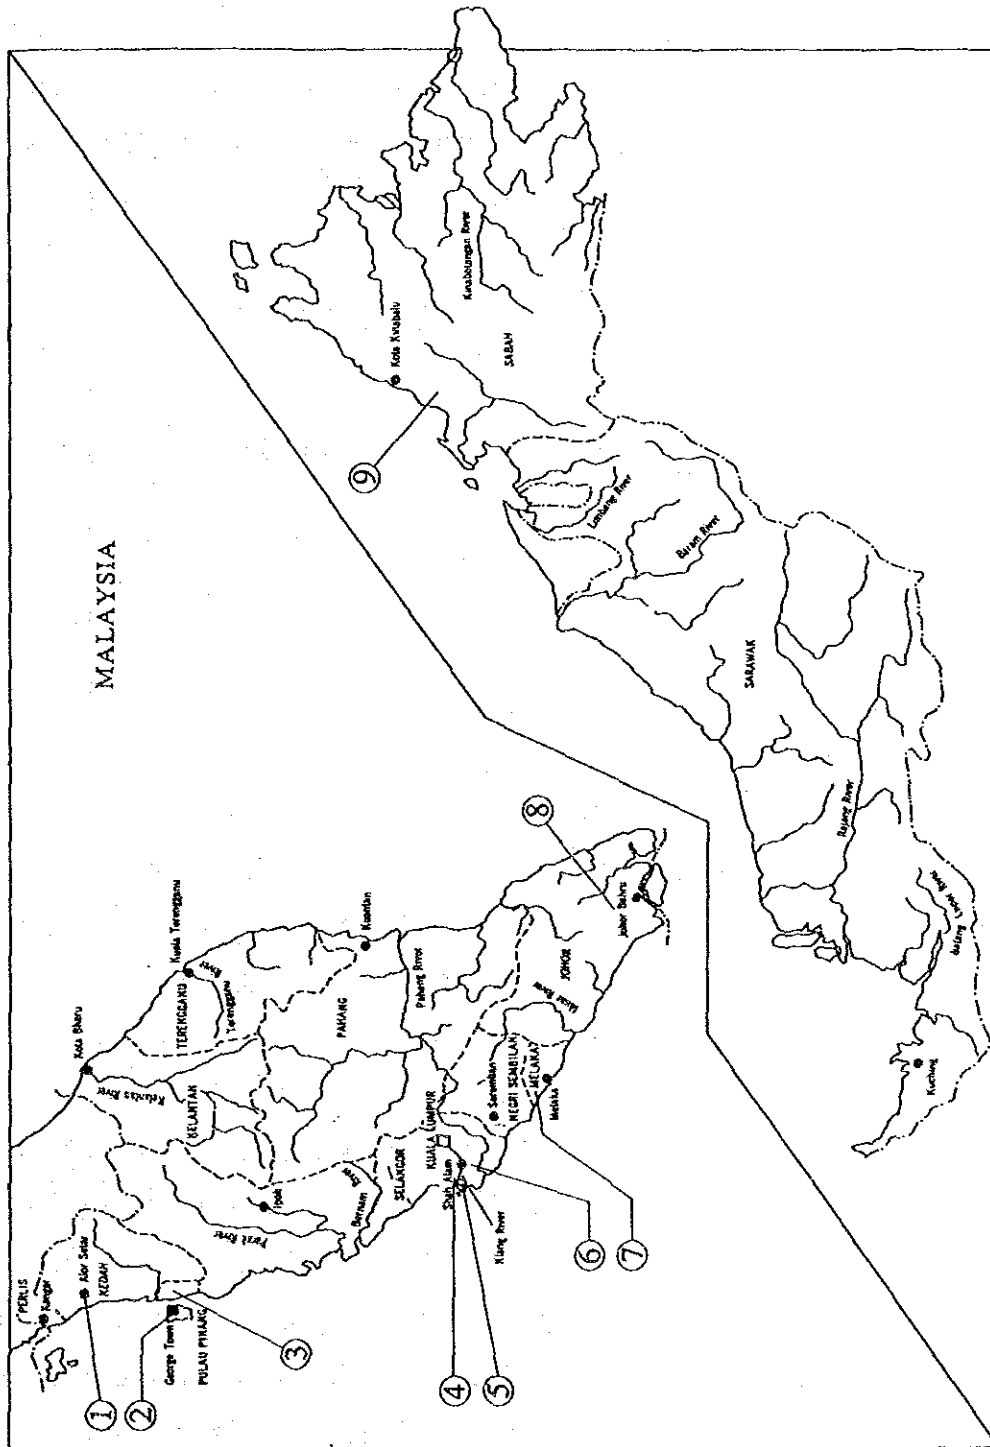 MALAYSIA
PERLIS
Kangar
Alor Setar
KEDAH
George Town
PULAU PINANG
Kota Bharu
Kelantan River
KELANTAN
Kuala Terengganu
TERENGGANU
Terengganu River
Perak River
Ipoh
PAHANG
Kuantan
Pahang River
Bernam River
SELANGOR
KUALA LUMPUR
Shah Alam
Klang River
Seremban
NEGRI SEMBILAN
MELAKA
Melaka
Muar River
JOHOR
Johor Bahru
Kota Kinabalu
Kinabatangan River
SABAH
Limbang River
Baram River
SARAWAK
Rajang River
Batang Lupar River
Kuching
1
2
3
4
5
6
7
8
9